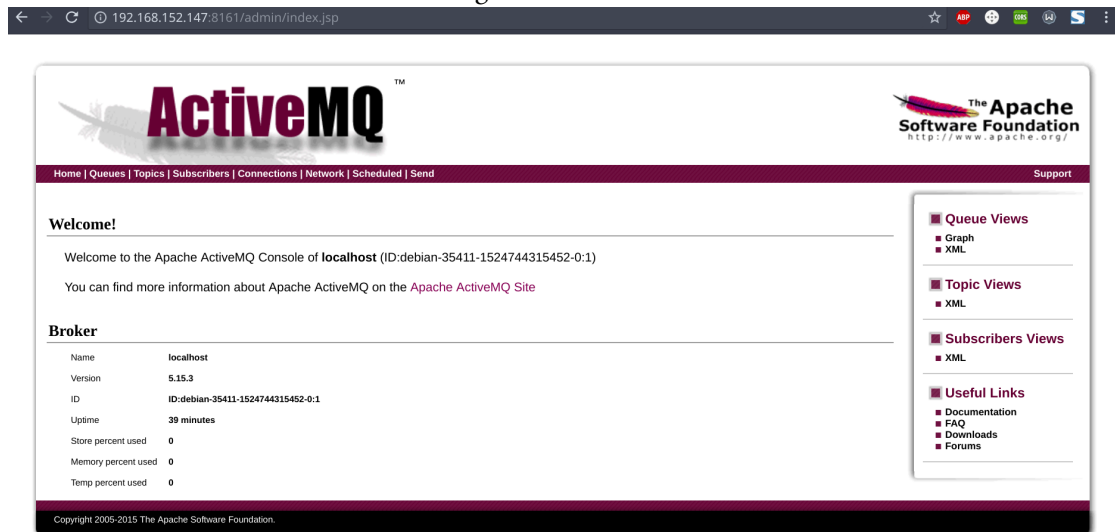 192.168.152.147:8161/admin/index.jsp
ABP
CORS
ActiveMQ™
The Apache
Software Foundation
http://www.apache.org/
Home | Queues | Topics | Subscribers | Connections | Network | Scheduled | Send
Support
Welcome!
Welcome to the Apache ActiveMQ Console of localhost (ID:debian-35411-1524744315452-0:1)
You can find more information about Apache ActiveMQ on the Apache ActiveMQ Site
Broker
Name localhost
Version 5.15.3
ID ID:debian-35411-1524744315452-0:1
Uptime 39 minutes
Store percent used 0
Memory percent used 0
Temp percent used 0
Queue Views
Graph
XML
Topic Views
XML
Subscribers Views
XML
Useful Links
Documentation
FAQ
Downloads
Forums
Copyright 2005-2015 The Apache Software Foundation.